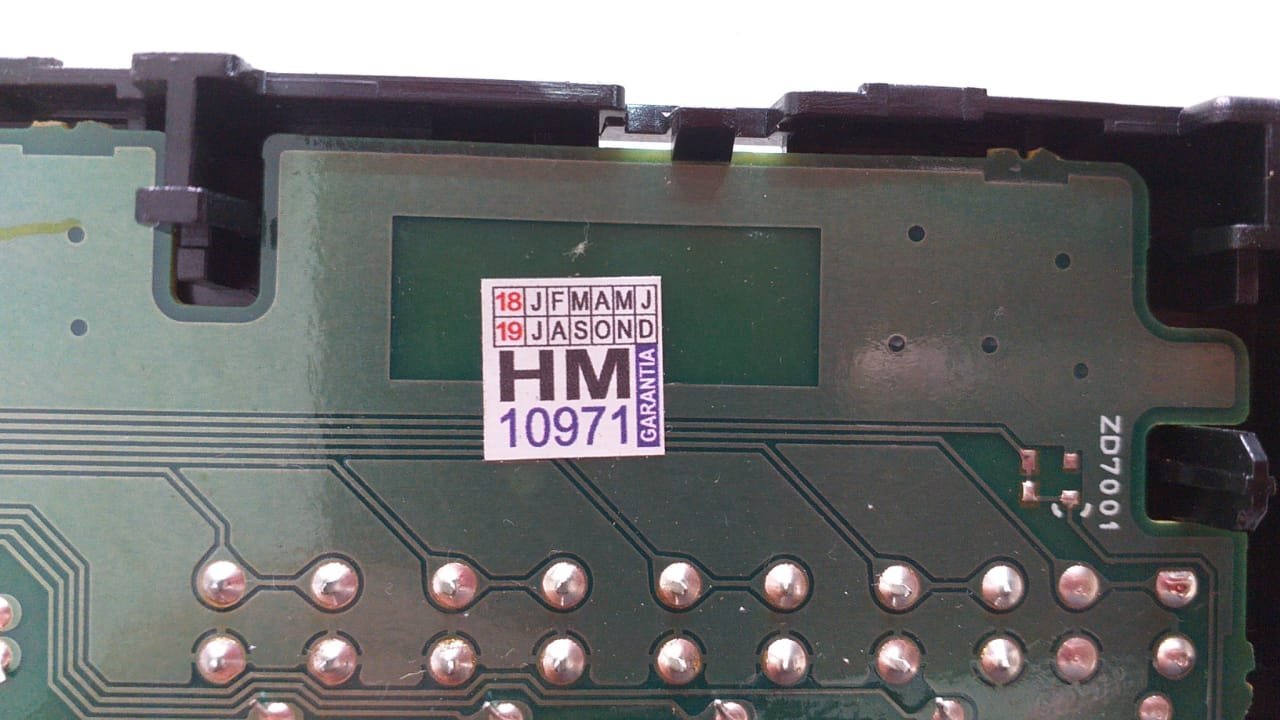 18 J F M A M J
19 J A S O N D
HM
10971
GARANTIA
ZD7001